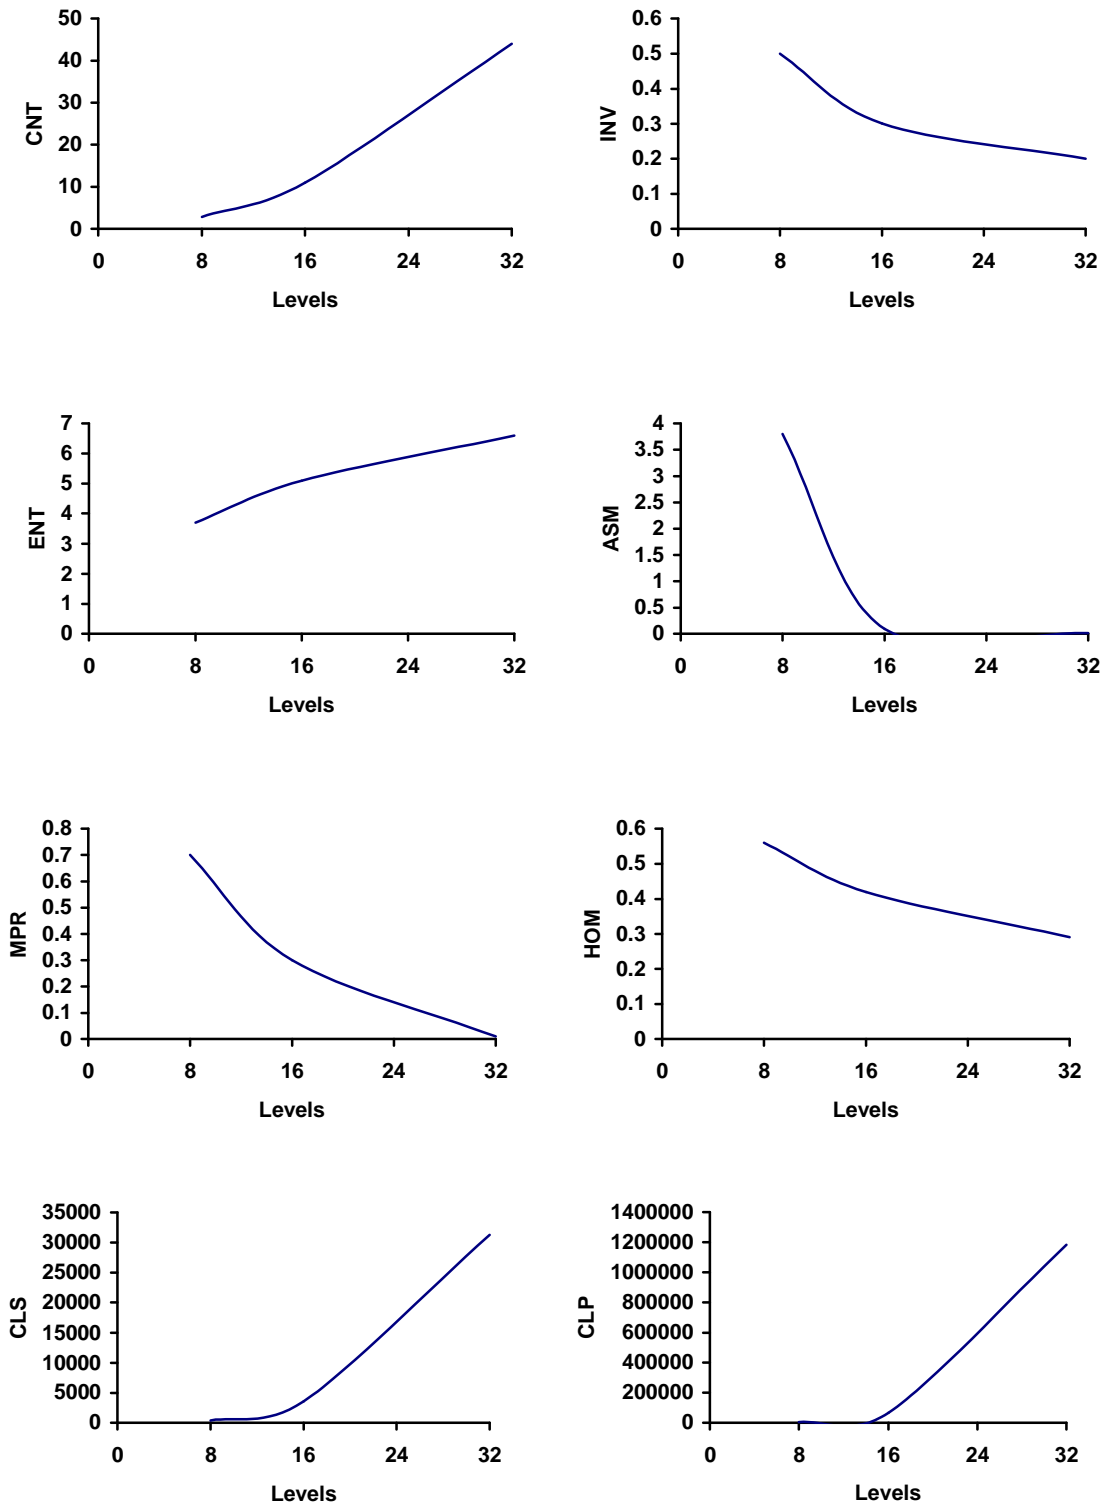 CNT
50
40
30
20
10
0
0 8 16 24 32
Levels
INV
0.6
0.5
0.4
0.3
0.2
0.1
0
0 8 16 24 32
Levels
ENT
7
6
5
4
3
2
1
0
0 8 16 24 32
Levels
ASM
4
3.5
3
2.5
2
1.5
1
0.5
0
0 8 16 24 32
Levels
MPR
0.8
0.7
0.6
0.5
0.4
0.3
0.2
0.1
0
0 8 16 24 32
Levels
HOM
0.6
0.5
0.4
0.3
0.2
0.1
0
0 8 16 24 32
Levels
CLS
35000
30000
25000
20000
15000
10000
5000
0
0 8 16 24 32
Levels
CLP
1400000
1200000
1000000
800000
600000
400000
200000
0
0 8 16 24 32
Levels